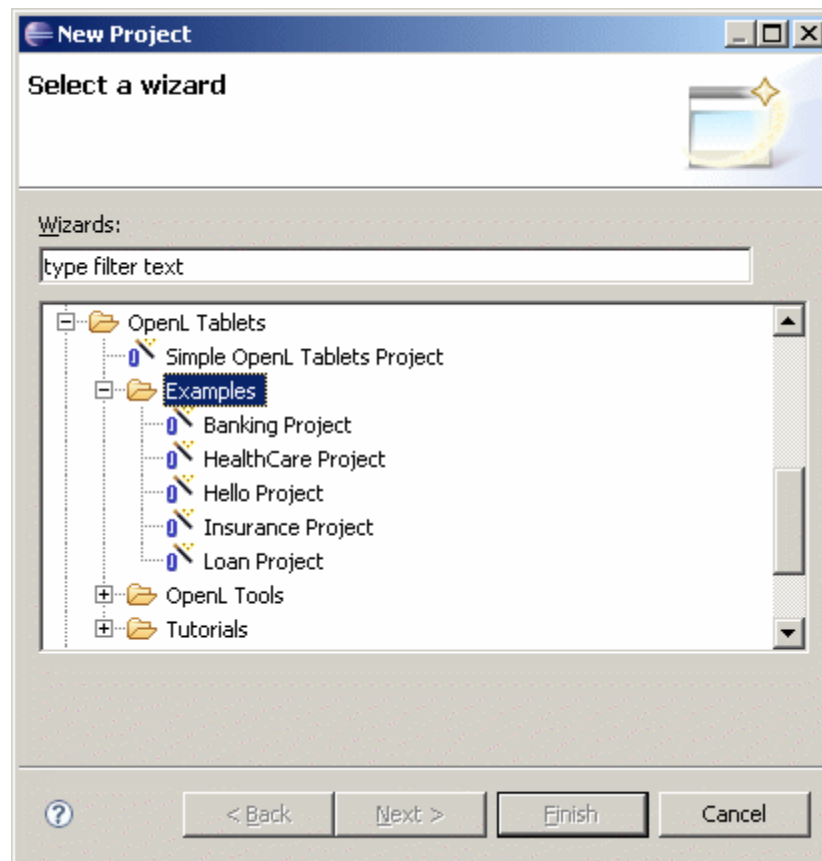 New Project
Select a wizard
Wizards:
type filter text
OpenL Tablets
Simple OpenL Tablets Project
Examples
Banking Project
HealthCare Project
Hello Project
Insurance Project
Loan Project
OpenL Tools
Tutorials
? < Back Next > Finish Cancel